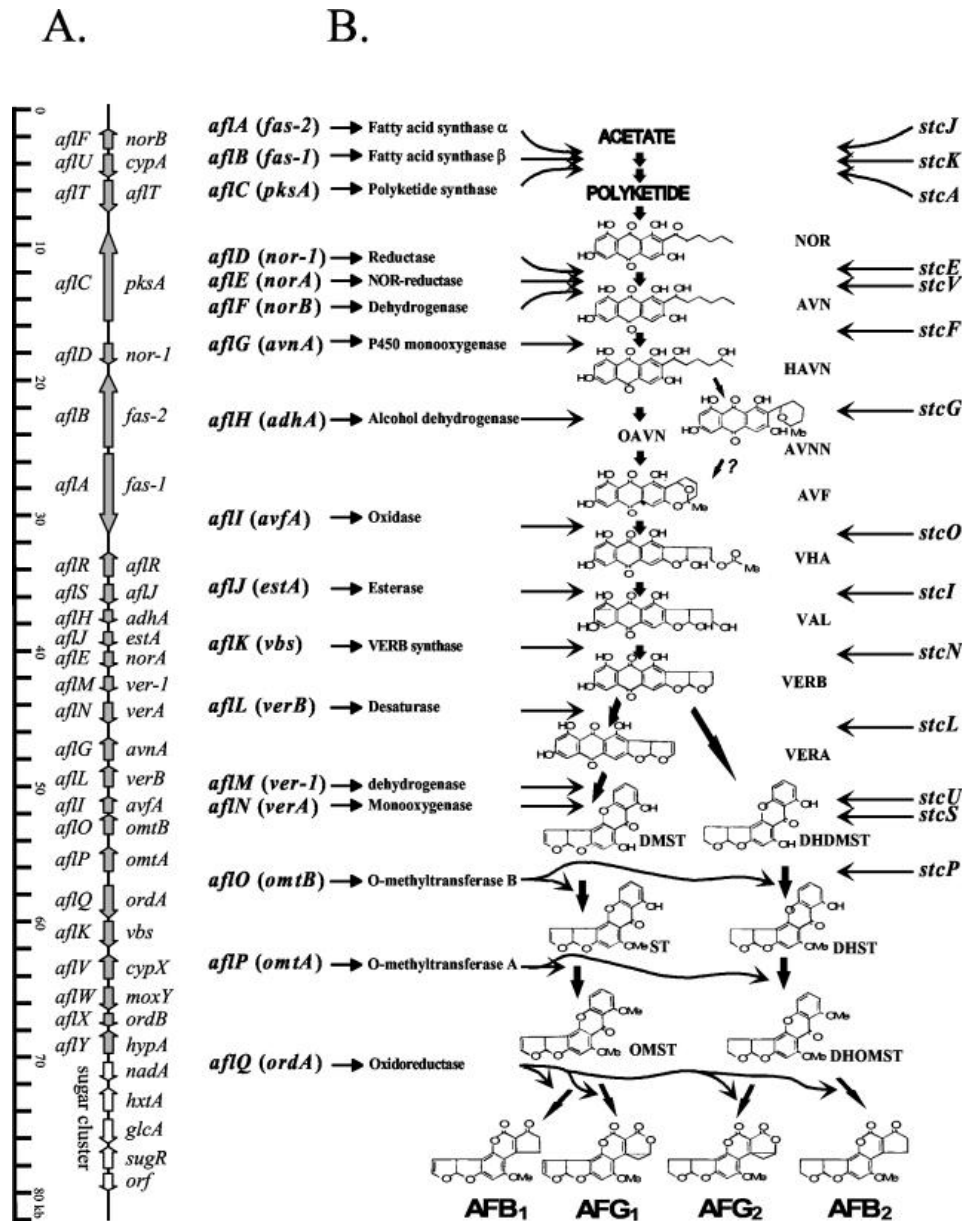 A.
B.
0
10
20
30
40
50
60
70
80 kb
aflF norB
aflU cypA
aflT aflT
aflC pksA
aflD nor-1
aflB fas-2
aflA fas-1
aflR aflR
aflS aflJ
aflH adhA
aflJ estA
aflE norA
aflM ver-1
aflN verA
aflG avnA
aflL verB
aflI avfA
aflO omtB
aflP omtA
aflQ ordA
aflK vbs
aflV cypX
aflW moxY
aflX ordB
aflY hypA
sugar cluster
nadA
hxtA
glcA
sugR
orf
aflA (fas-2) Fatty acid synthase α
aflB (fas-1) Fatty acid synthase β
aflC (pksA) Polyketide synthase
aflD (nor-1) Reductase
aflE (norA) NOR-reductase
aflF (norB) Dehydrogenase
aflG (avnA) P450 monooxygenase
aflH (adhA) Alcohol dehydrogenase
aflI (avfA) Oxidase
aflJ (estA) Esterase
aflK (vbs) VERB synthase
aflL (verB) Desaturase
aflM (ver-1) dehydrogenase
aflN (verA) Monooxygenase
aflO (omtB) O-methyltransferase B
aflP (omtA) O-methyltransferase A
aflQ (ordA) Oxidoreductase
ACETATE
POLYKETIDE
NOR
AVN
HAVN
OAVN
AVNN
?
AVF
VHA
VAL
VERB
VERA
DMST
DHDMST
ST
DHST
OMST
DHOMST
AFB1 AFG1 AFG2 AFB2
stcJ
stcK
stcA
stcE
stcV
stcF
stcG
stcO
stcI
stcN
stcL
stcU
stcS
stcP